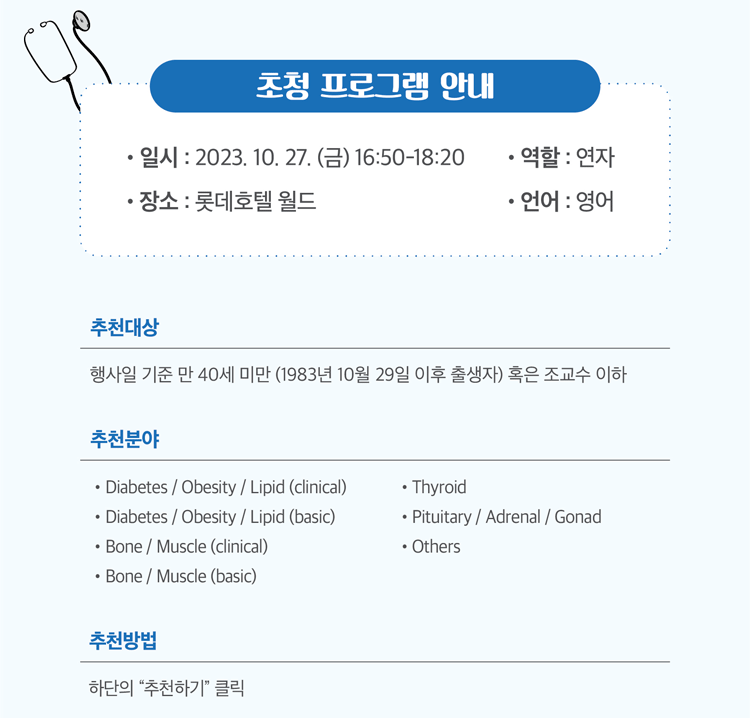 초청 프로그램 안내
• 일시 : 2023. 10. 27. (금) 16:50-18:20
• 역할 : 연자
• 장소 : 롯데호텔 월드
• 언어 : 영어
추천대상
행사일 기준 만 40세 미만 (1983년 10월 29일 이후 출생자) 혹은 조교수 이하
추천분야
• Diabetes / Obesity / Lipid (clinical)
• Diabetes / Obesity / Lipid (basic)
• Bone / Muscle (clinical)
• Bone / Muscle (basic)
• Thyroid
• Pituitary / Adrenal / Gonad
• Others
추천방법
하단의 “추천하기” 클릭